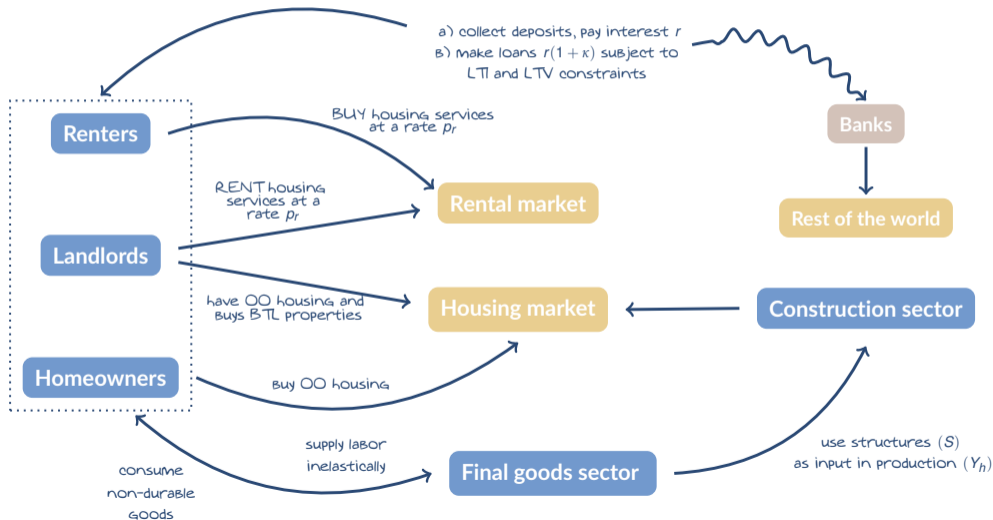 a) collect deposits, pay interest r
B) make loans r(1 + κ) subject to
LTI and LTV constraints
Renters
BUY housing services
at a rate pᵣ
Banks
RENT housing
services at a
rate pᵣ
Rental market
Rest of the world
Landlords
have OO housing and
buys BTL properties
Housing market
Construction sector
Homeowners
Buy OO housing
supply labor
inelastically
consume
non-durable
goods
Final goods sector
use structures (S)
as input in production (Yₕ)